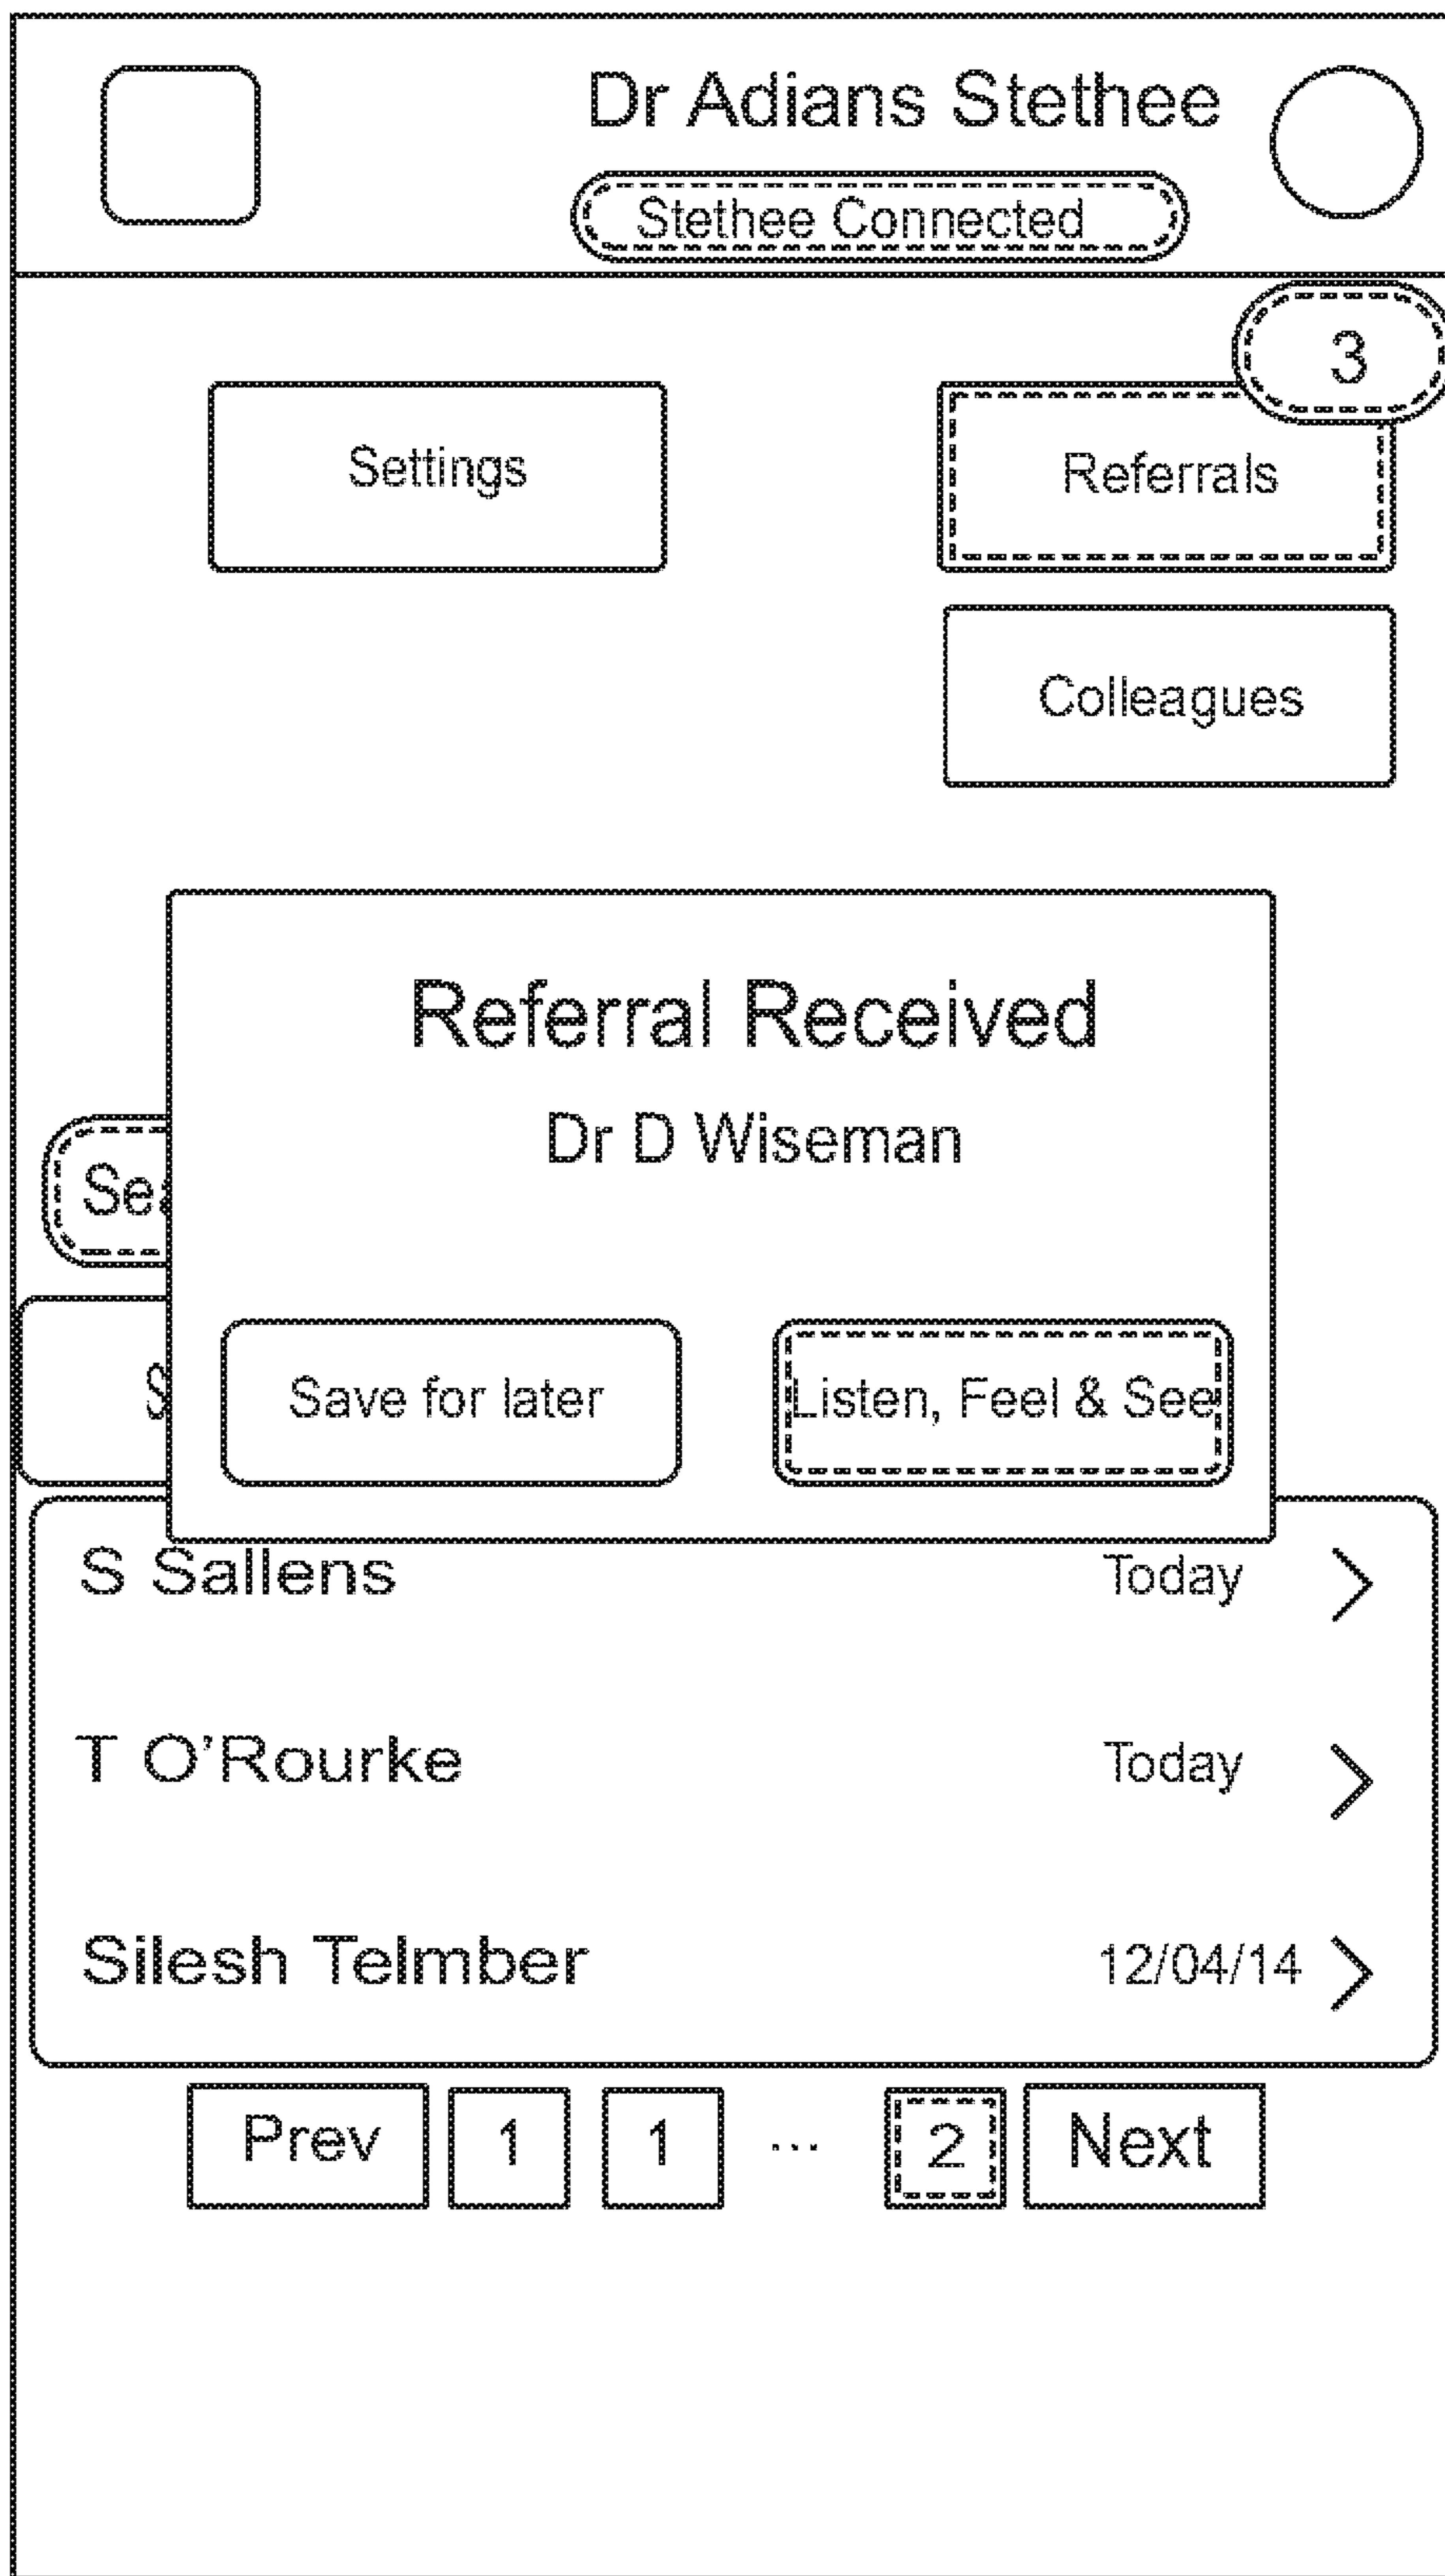 Dr Adians Stethee
Stethee Connected
3
Settings
Referrals
Colleagues
Referral Received
Dr D Wiseman
Save for later
Listen, Feel & See
S Sallens
Today
T O'Rourke
Today
Silesh Telmber
12/04/14
Prev 1 1 ... 2 Next